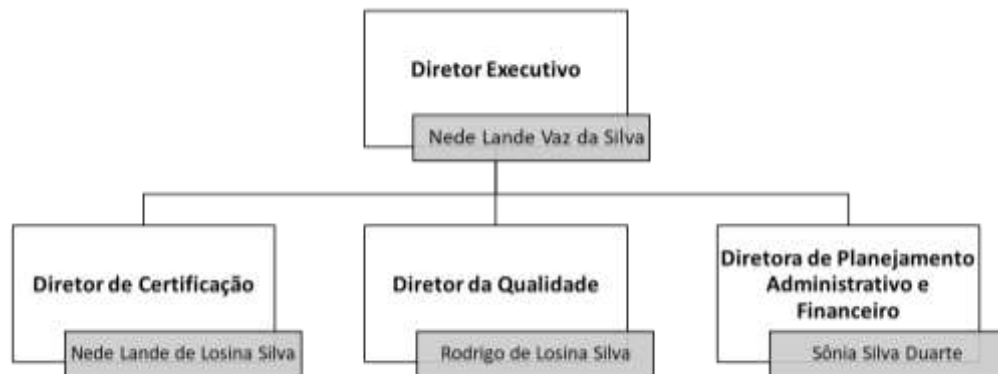 Diretor Executivo
Nede Lande Vaz da Silva
Diretor de Certificação
Nede Lande de Losina Silva
Diretor da Qualidade
Rodrigo de Losina Silva
Diretora de Planejamento
Administrativo e
Financeiro
Sônia Silva Duarte